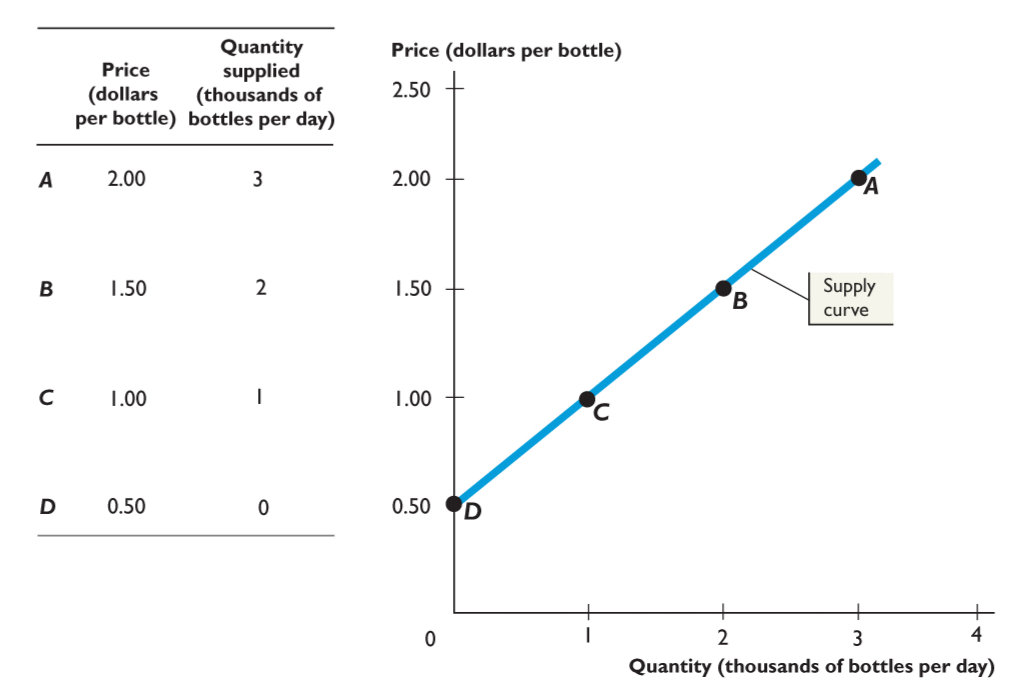 Price
(dollars
per bottle)
Quantity
supplied
(thousands of
bottles per day)
A 2.00 3
B 1.50 2
C 1.00 1
D 0.50 0
Price (dollars per bottle)
2.50
2.00
1.50
1.00
0.50
A
B
C
D
Supply
curve
0 1 2 3 4
Quantity (thousands of bottles per day)